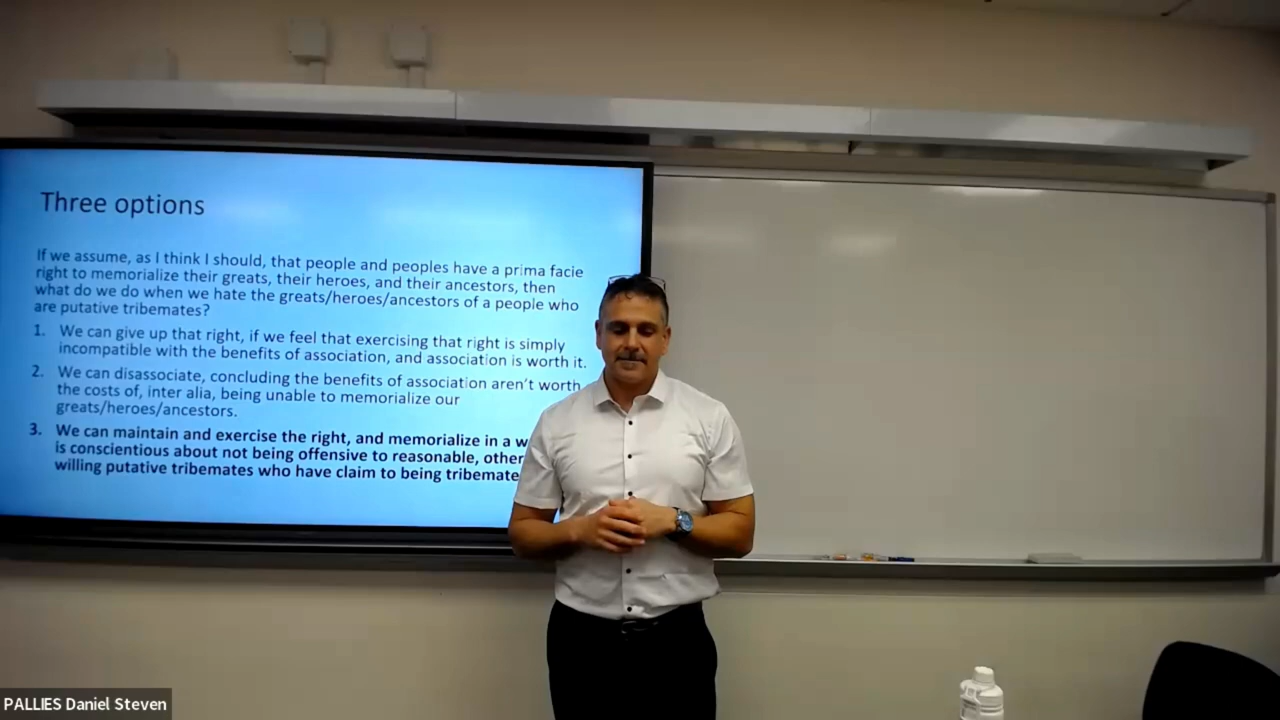 Three options
If we assume, as I think I should, that people and peoples have a prima facie
right to memorialize their greats, their heroes, and their ancestors, then
what do we do when we hate the greats/heroes/ancestors of a people who
are putative tribemates?
1. We can give up that right, if we feel that exercising that right is simply
incompatible with the benefits of association, and association is worth it.
2. We can disassociate, concluding the benefits of association aren't worth
the costs of, inter alia, being unable to memorialize our
greats/heroes/ancestors.
3. We can maintain and exercise the right, and memorialize in a
is conscientious about not being offensive to reasonable,
willing putative tribemates who have claim to being
PALLIES Daniel Steven